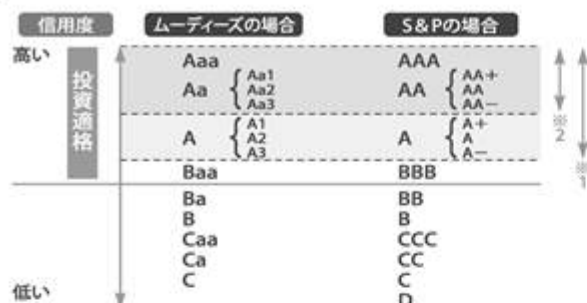 信用度 ムーディーズの場合 S&Pの場合
高い
投資適格
Aaa AAA
Aa { Aa1 Aa2 Aa3 AA { AA+ AA AA−
A { A1 A2 A3 A { A+ A A−
Baa BBB
※2
※1
Ba BB
B B
Caa CCC
Ca CC
C C
低い D